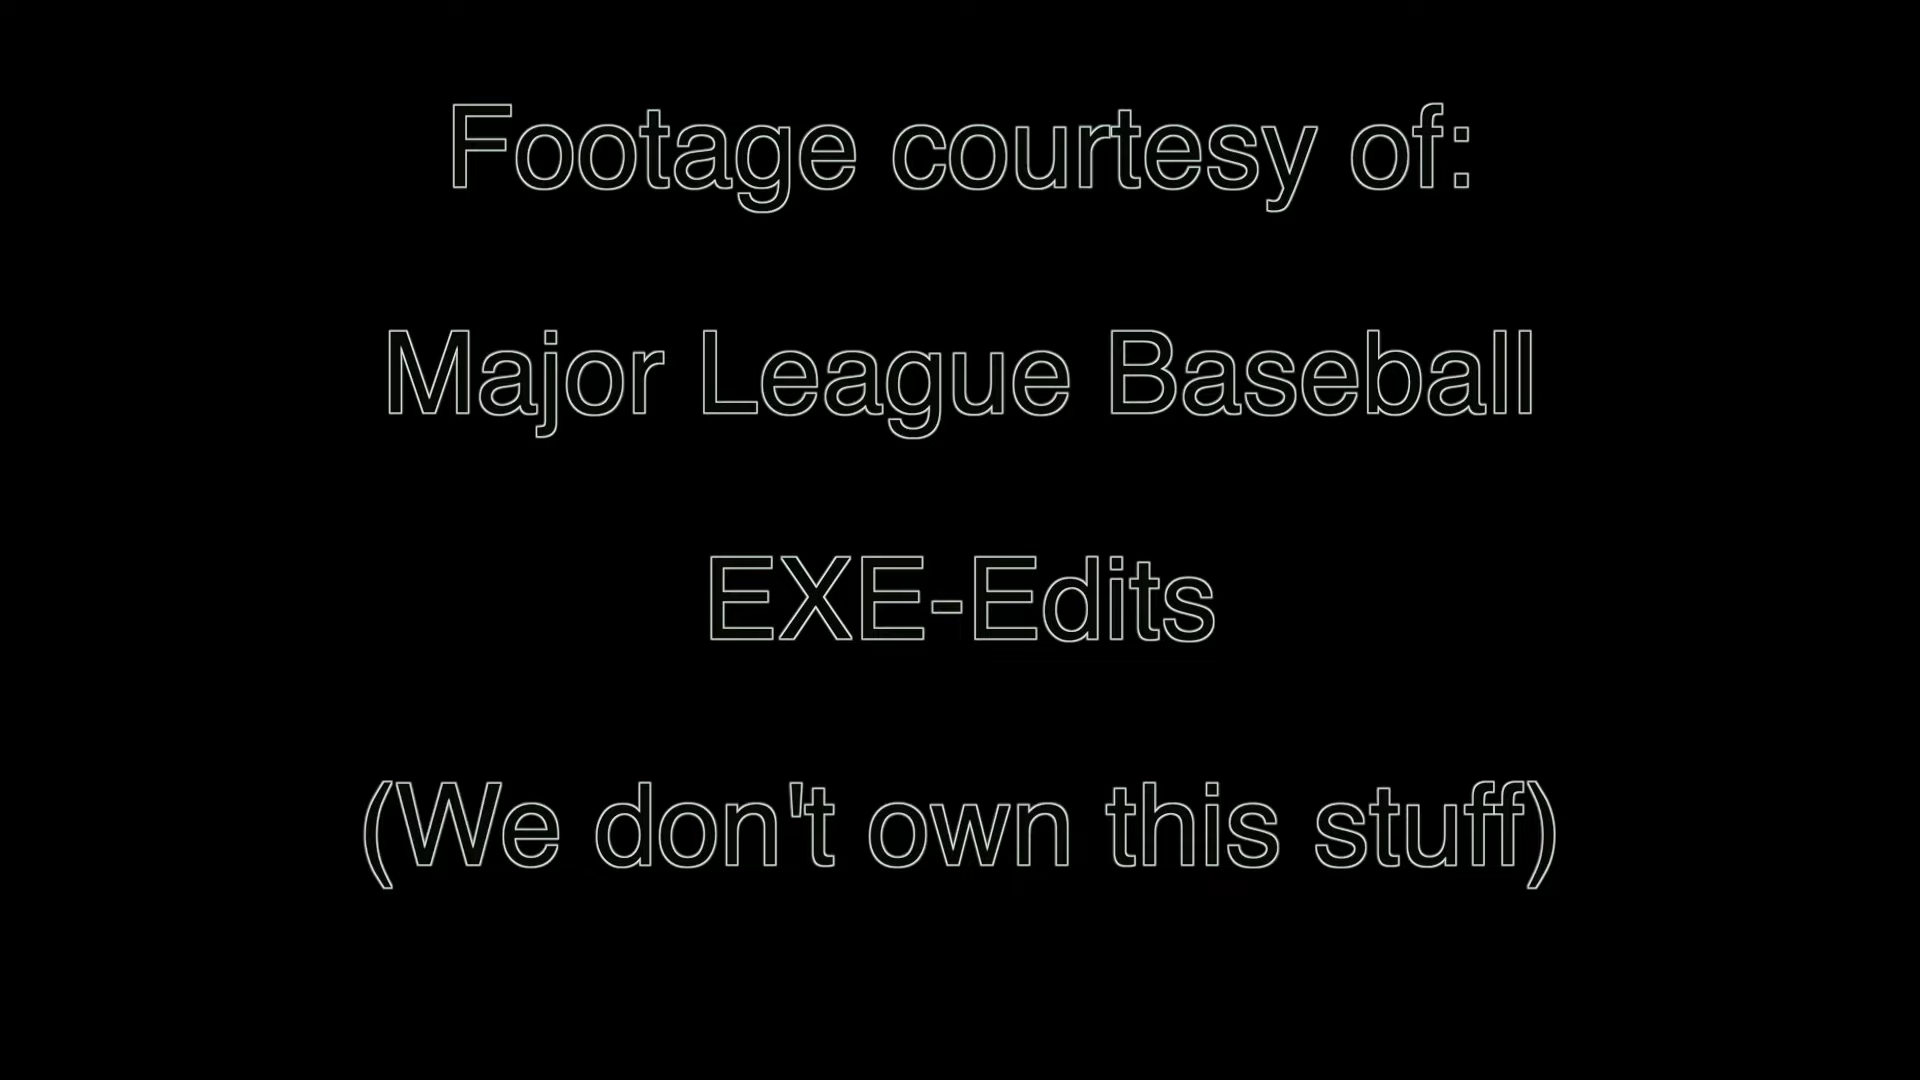 Footage courtesy of:
Major League Baseball
EXE-Edits
(We don't own this stuff)